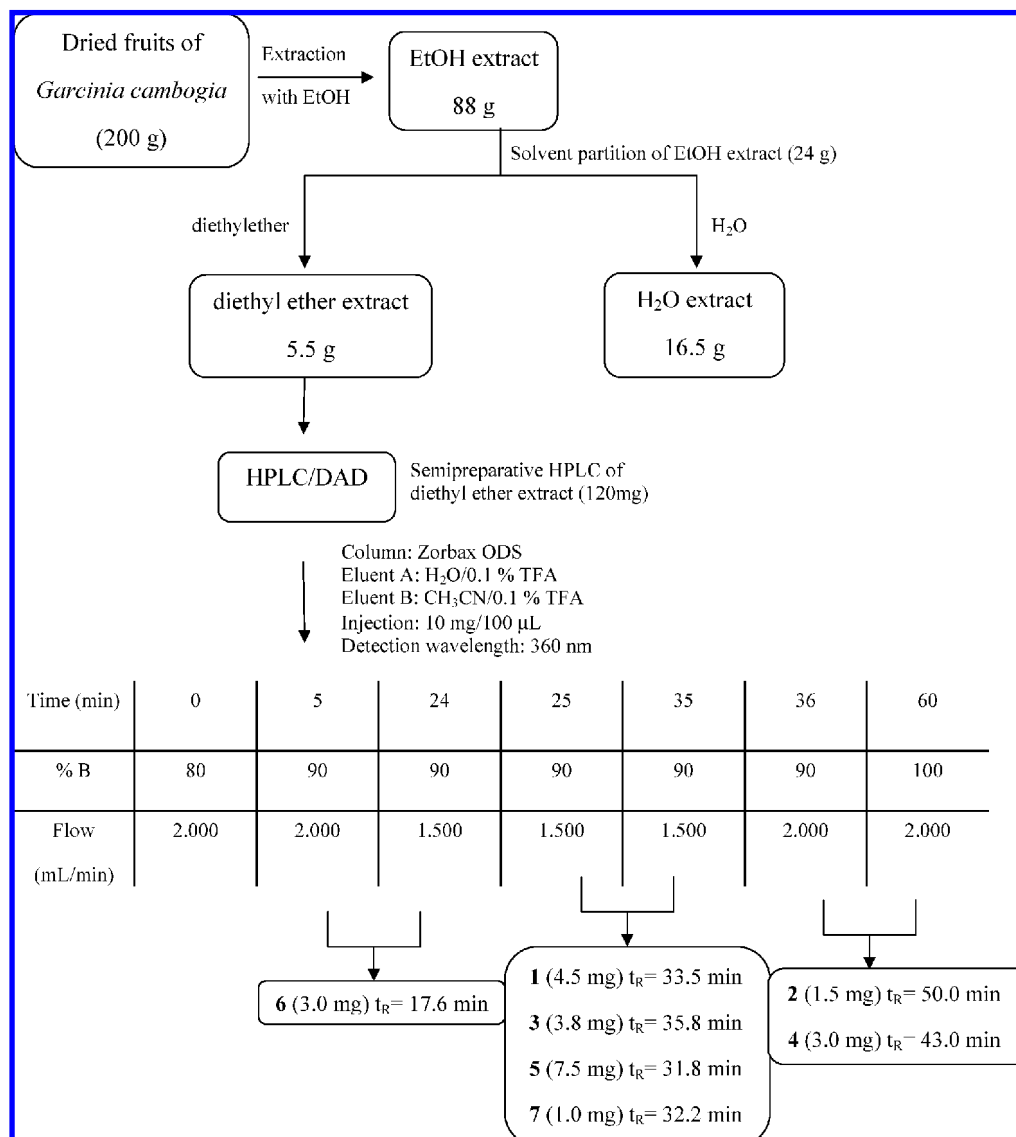 Dried fruits of
Garcinia cambogia
(200 g)
Extraction
with EtOH
EtOH extract
88 g
Solvent partition of EtOH extract (24 g)
diethylether
H₂O
diethyl ether extract
5.5 g
H₂O extract
16.5 g
HPLC/DAD
Semipreparative HPLC of
diethyl ether extract (120mg)
Column: Zorbax ODS
Eluent A: H₂O/0.1 % TFA
Eluent B: CH₃CN/0.1 % TFA
Injection: 10 mg/100 µL
Detection wavelength: 360 nm
Time (min) 0 5 24 25 35 36 60
% B 80 90 90 90 90 90 100
Flow 2.000 2.000 1.500 1.500 1.500 2.000 2.000
(mL/min)
6 (3.0 mg) tR= 17.6 min
1 (4.5 mg) tR= 33.5 min
3 (3.8 mg) tR= 35.8 min
5 (7.5 mg) tR= 31.8 min
7 (1.0 mg) tR= 32.2 min
2 (1.5 mg) tR= 50.0 min
4 (3.0 mg) tR= 43.0 min